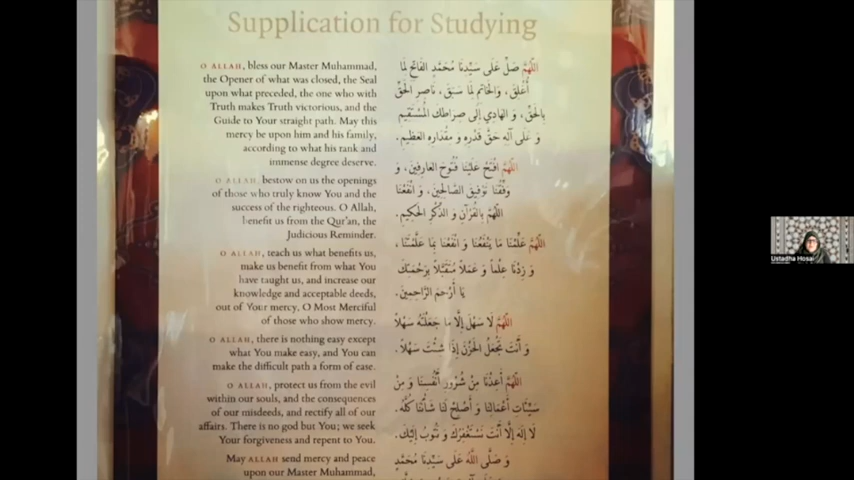 Supplication for Studying
O ALLAH, bless our Master Muhammad,
the Opener of what was closed, the Seal
upon what preceded, the one who with
Truth makes Truth victorious, and the
Guide to Your straight path. May this
mercy be upon him and his family,
according to what his rank and
immense degree deserve.
O ALLAH, bestow on us the openings
of those who truly know You and the
success of the righteous. O Allah,
benefit us from the Qur'an, the
Judicious Reminder.
O ALLAH, teach us what benefits us,
make us benefit from what You
have taught us, and increase our
knowledge and acceptable deeds,
out of Your mercy, O Most Merciful
of those who show mercy.
O ALLAH, there is nothing easy except
what You make easy, and You can
make the difficult path a form of ease.
O ALLAH, protect us from the evil
within our souls, and the consequences
of our misdeeds, and rectify all of our
affairs. There is no god but You; we seek
Your forgiveness and repent to You.
May ALLAH send mercy and peace
upon our Master Muhammad,
اللَّهُمَّ صَلِّ عَلَى سَيِّدِنَا مُحَمَّدٍ الفَاتِحِ لِمَا
أُغْلِقَ، وَالخَاتِمِ لِمَا سَبَقَ، نَاصِرِ الحَقِّ
بِالحَقِّ، وَ الهَادِي إِلَى صِرَاطِكَ المُسْتَقِيمِ
وَ عَلَى آلِهِ حَقَّ قَدْرِهِ وَ مِقْدَارِهِ العَظِيمِ.
اللَّهُمَّ افْتَحْ عَلَيْنَا فُتُوحَ العَارِفِينَ، وَ
وَفِّقْنَا تَوْفِيقَ الصَّالِحِينَ، وَ انْفَعْنَا
اللَّهُمَّ بِالقُرْآنِ وَ الذِّكْرِ الحَكِيمِ.
اللَّهُمَّ عَلِّمْنَا مَا يَنْفَعُنَا وَ انْفَعْنَا بِمَا عَلَّمْتَنَا،
وَ زِدْنَا عِلْماً وَ عَمَلاً مُتَقَبَّلاً بِرَحْمَتِكَ
يَا أَرْحَمَ الرَّاحِمِينَ.
اللَّهُمَّ لَا سَهْلَ إِلَّا مَا جَعَلْتَهُ سَهْلاً
وَ أَنْتَ تَجْعَلُ الحَزْنَ إِذَا شِئْتَ سَهْلاً.
اللَّهُمَّ أَعِذْنَا مِنْ شُرُورِ أَنْفُسِنَا وَ مِنْ
سَيِّئَاتِ أَعْمَالِنَا وَ أَصْلِحْ لَنَا شَأْنَنَا كُلَّهُ.
لَا إِلَهَ إِلَّا أَنْتَ نَسْتَغْفِرُكَ وَ نَتُوبُ إِلَيْكَ.
وَ صَلَّى اللَّهُ عَلَى سَيِّدِنَا مُحَمَّدٍ
Ustadha Hosai